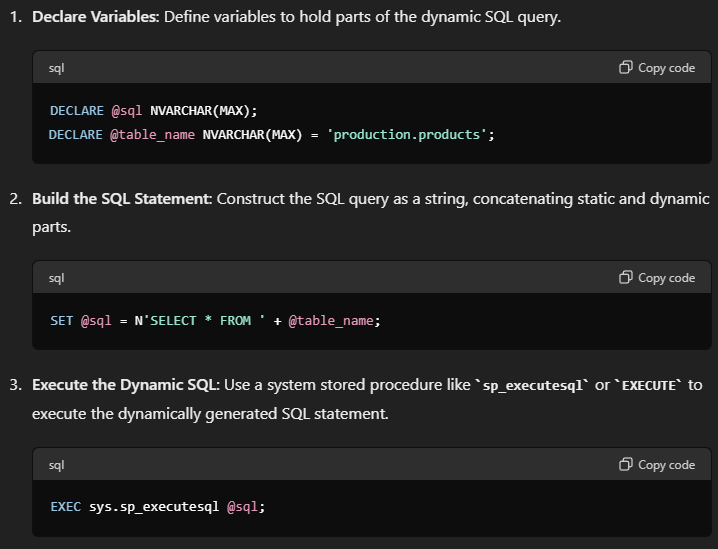 1. Declare Variables: Define variables to hold parts of the dynamic SQL query.
sql
Copy code
DECLARE @sql NVARCHAR(MAX);
DECLARE @table_name NVARCHAR(MAX) = 'production.products';
2. Build the SQL Statement: Construct the SQL query as a string, concatenating static and dynamic
parts.
sql
Copy code
SET @sql = N'SELECT * FROM ' + @table_name;
3. Execute the Dynamic SQL: Use a system stored procedure like `sp_executesql` or `EXECUTE` to
execute the dynamically generated SQL statement.
sql
Copy code
EXEC sys.sp_executesql @sql;